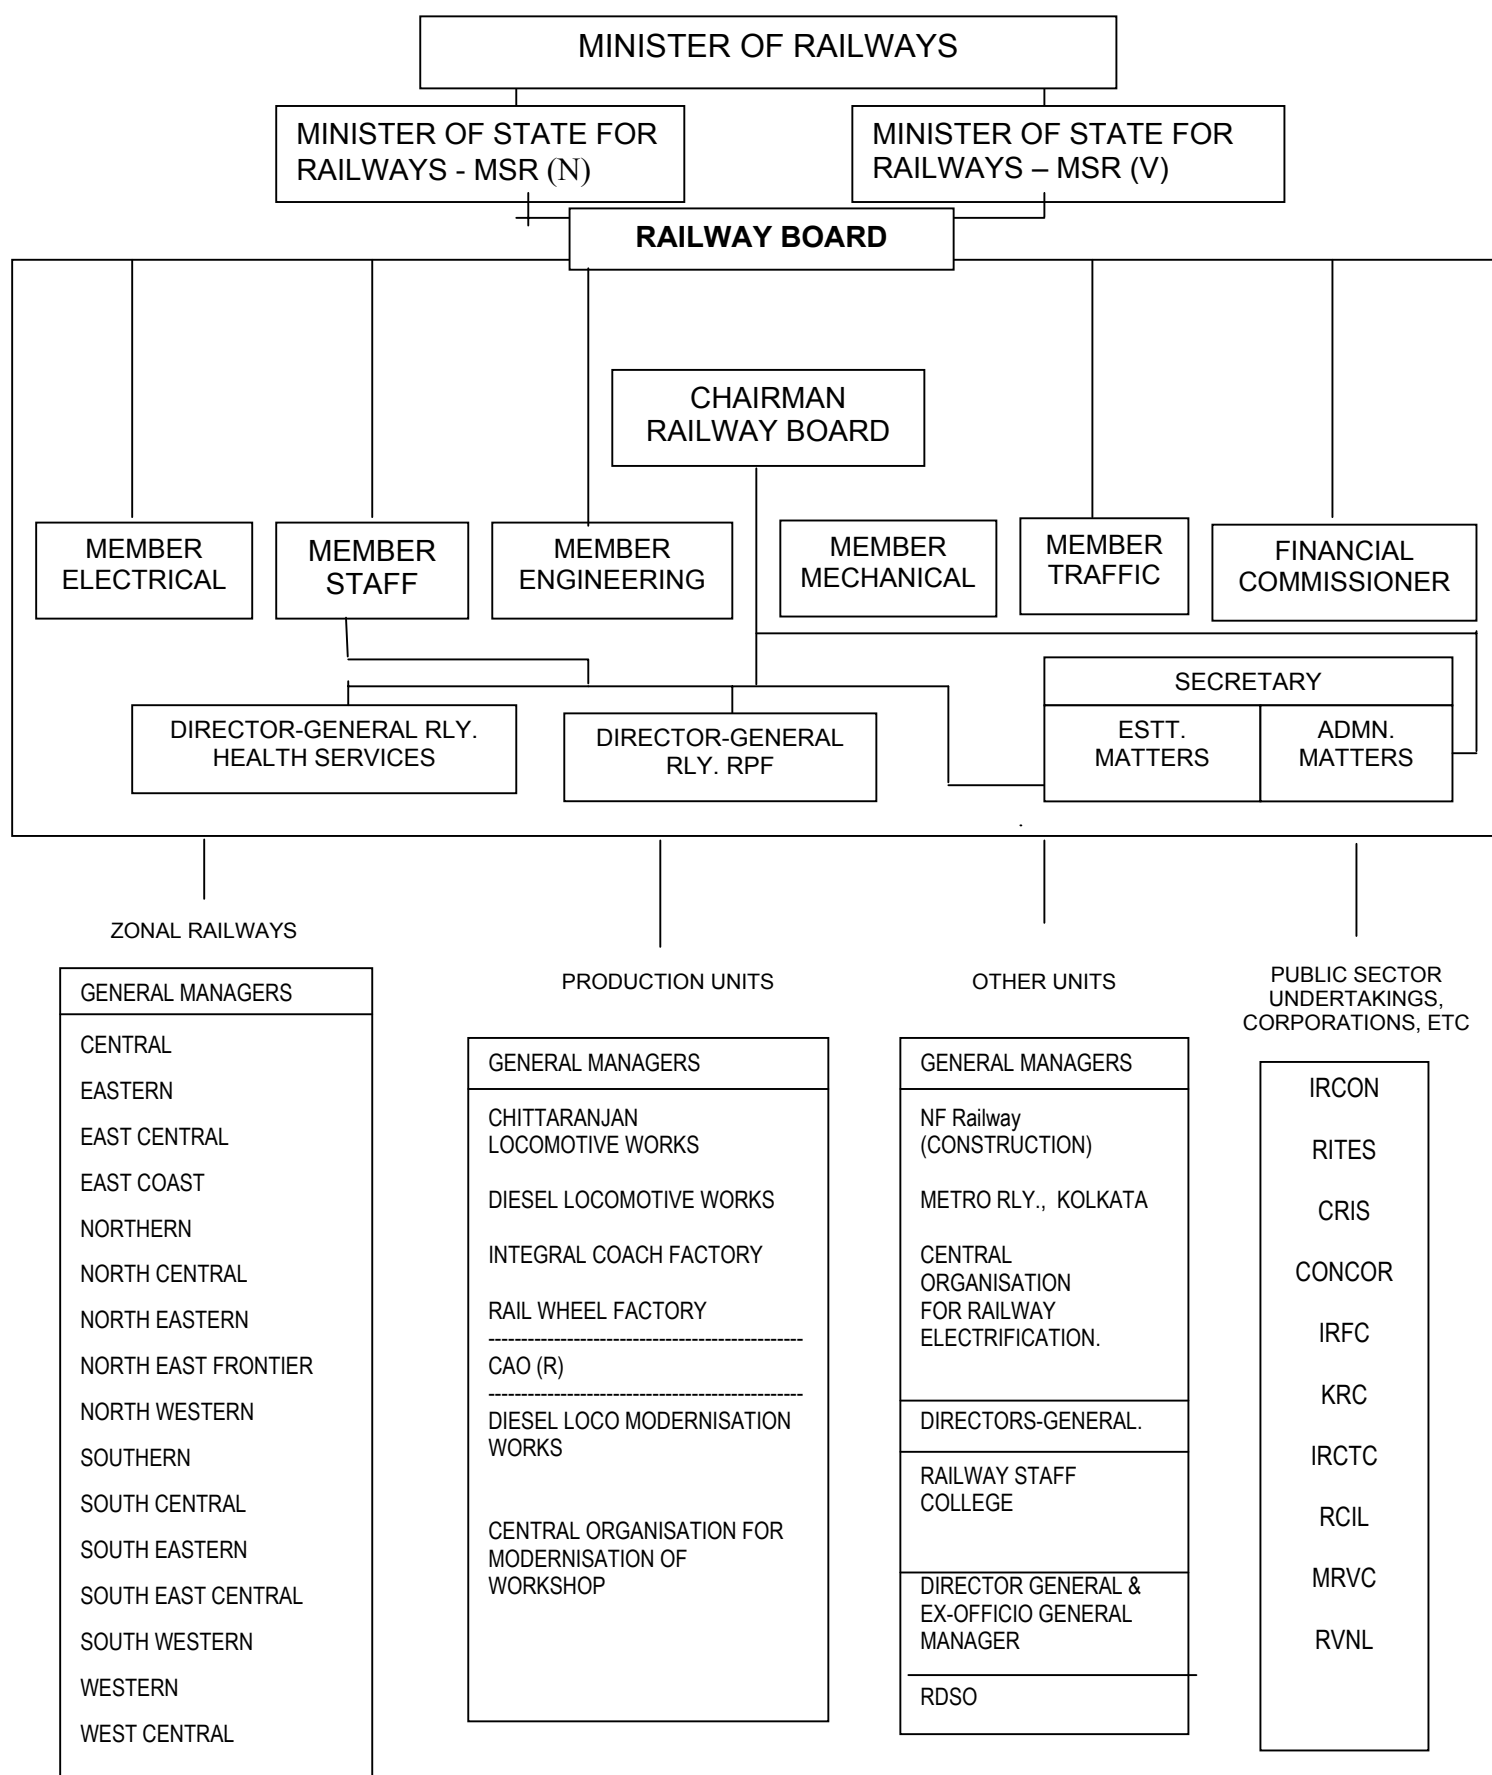 MINISTER OF RAILWAYS
MINISTER OF STATE FOR
RAILWAYS - MSR (N)
MINISTER OF STATE FOR
RAILWAYS – MSR (V)
RAILWAY BOARD
CHAIRMAN
RAILWAY BOARD
MEMBER
ELECTRICAL
MEMBER
STAFF
MEMBER
ENGINEERING
MEMBER
MECHANICAL
MEMBER
TRAFFIC
FINANCIAL
COMMISSIONER
DIRECTOR-GENERAL RLY.
HEALTH SERVICES
DIRECTOR-GENERAL
RLY. RPF
SECRETARY
ESTT.
MATTERS
ADMN.
MATTERS
ZONAL RAILWAYS
GENERAL MANAGERS
CENTRAL
EASTERN
EAST CENTRAL
EAST COAST
NORTHERN
NORTH CENTRAL
NORTH EASTERN
NORTH EAST FRONTIER
NORTH WESTERN
SOUTHERN
SOUTH CENTRAL
SOUTH EASTERN
SOUTH EAST CENTRAL
SOUTH WESTERN
WESTERN
WEST CENTRAL
PRODUCTION UNITS
GENERAL MANAGERS
CHITTARANJAN
LOCOMOTIVE WORKS
DIESEL LOCOMOTIVE WORKS
INTEGRAL COACH FACTORY
RAIL WHEEL FACTORY
------------------------------------------------
CAO (R)
------------------------------------------------
DIESEL LOCO MODERNISATION
WORKS
CENTRAL ORGANISATION FOR
MODERNISATION OF
WORKSHOP
OTHER UNITS
GENERAL MANAGERS
NF Railway
(CONSTRUCTION)
METRO RLY., KOLKATA
CENTRAL
ORGANISATION
FOR RAILWAY
ELECTRIFICATION.
DIRECTORS-GENERAL.
RAILWAY STAFF
COLLEGE
DIRECTOR GENERAL &
EX-OFFICIO GENERAL
MANAGER
RDSO
PUBLIC SECTOR
UNDERTAKINGS,
CORPORATIONS, ETC
IRCON
RITES
CRIS
CONCOR
IRFC
KRC
IRCTC
RCIL
MRVC
RVNL